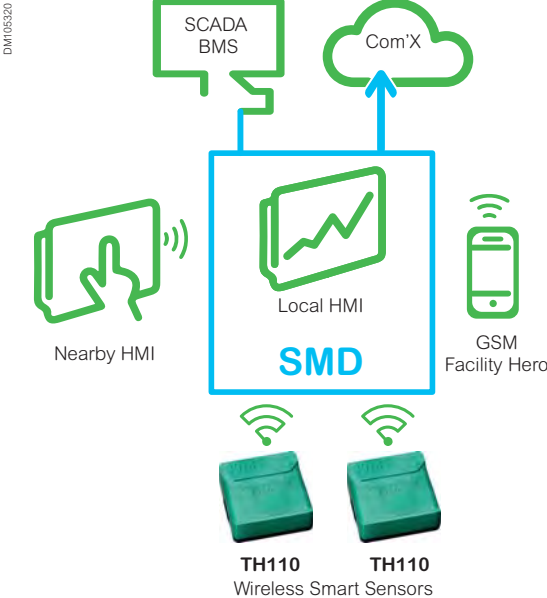 DM105320
SCADA
BMS
Com'X
Local HMI
Nearby HMI
SMD
GSM
Facility Hero
TH110 TH110
Wireless Smart Sensors